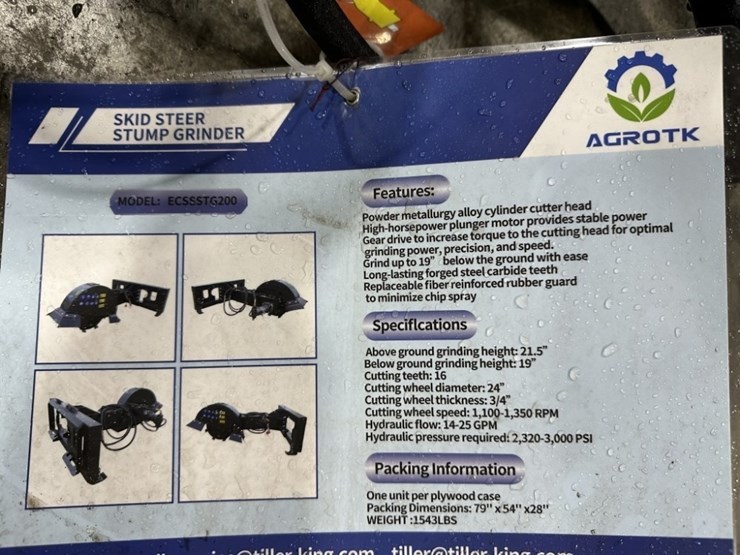 SKID STEER
STUMP GRINDER
AGROTK
MODEL: ECSSSTG200
Features:
Powder metallurgy alloy cylinder cutter head
High-horsepower plunger motor provides stable power
Gear drive to increase torque to the cutting head for optimal
grinding power, precision, and speed.
Grind up to 19" below the ground with ease
Long-lasting forged steel carbide teeth
Replaceable fiber reinforced rubber guard
to minimize chip spray
Speciflcations
Above ground grinding height: 21.5"
Below ground grinding height: 19"
Cutting teeth: 16
Cutting wheel diameter: 24"
Cutting wheel thickness: 3/4"
Cutting wheel speed: 1,100-1,350 RPM
Hydraulic flow: 14-25 GPM
Hydraulic pressure required: 2,320-3,000 PSI
Packing Information
One unit per plywood case
Packing Dimensions: 79" x 54" x28"
WEIGHT :1543LBS
tiller@tiller-king.com